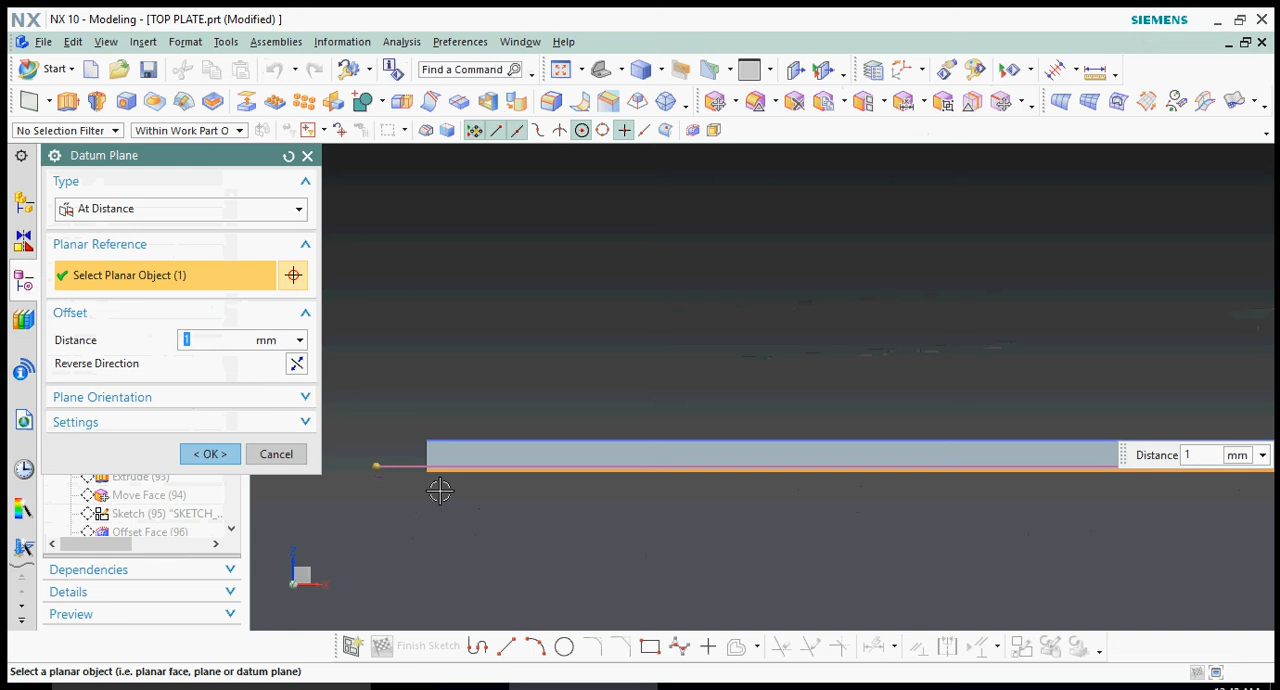 NX NX 10 - Modeling - [TOP PLATE.prt (Modified) ] SIEMENS
File Edit View Insert Format Tools Assemblies Information Analysis Preferences Window Help
Start Find a Command
No Selection Filter Within Work Part O
Datum Plane
Type
At Distance
Planar Reference
Select Planar Object (1)
Offset
Distance 1 mm
Reverse Direction
Plane Orientation
Settings
< OK > Cancel
Distance 1 mm
Extrude (93)
Move Face (94)
Sketch (95) "SKETCH_...
Offset Face (96)
Dependencies
Details
Preview
Finish Sketch
Select a planar object (i.e. planar face, plane or datum plane)